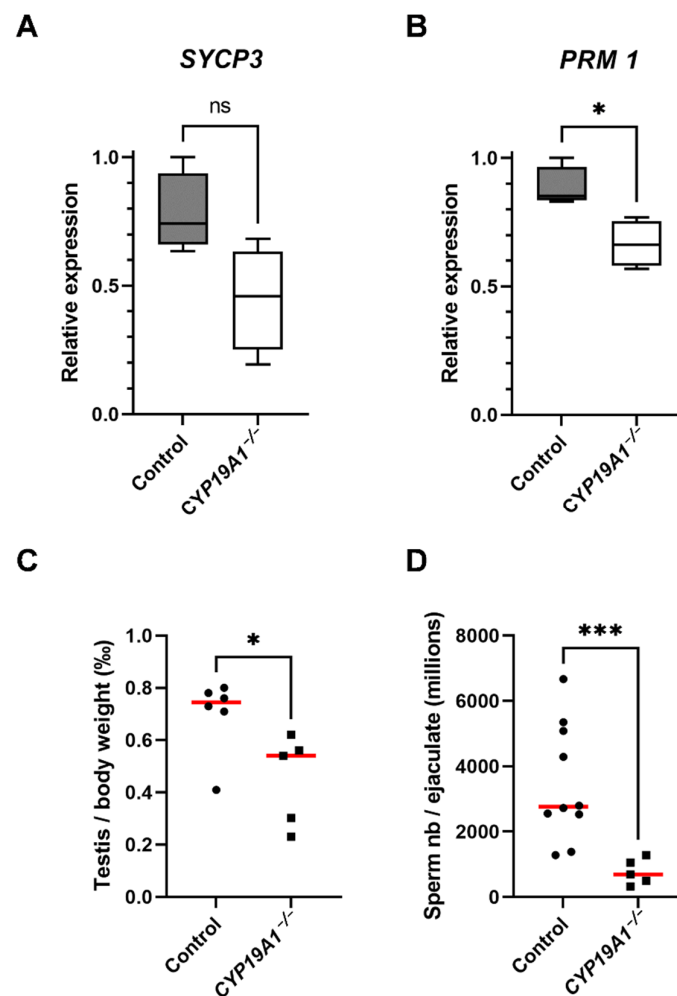 A
SYCP3
ns
Relative expression
1.0
0.5
0.0
Control
CYP19A1-/-
B
PRM 1
*
Relative expression
1.0
0.5
0.0
Control
CYP19A1-/-
C
*
Testis / body weight (‰)
1.0
0.8
0.6
0.4
0.2
0.0
Control
CYP19A1-/-
D
***
Sperm nb / ejaculate (millions)
8000
6000
4000
2000
0
Control
CYP19A1-/-